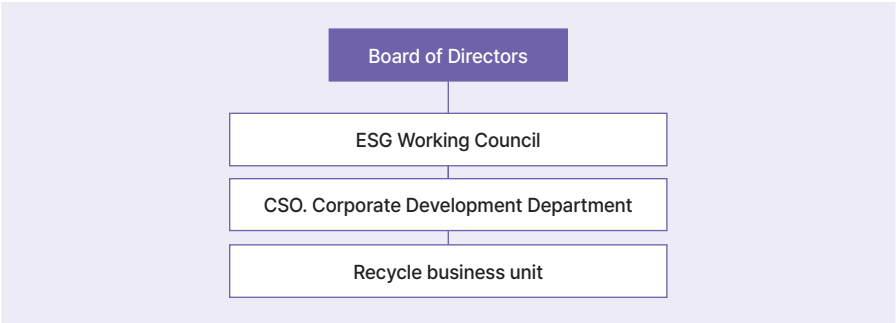 Board of Directors
ESG Working Council
CSO. Corporate Development Department
Recycle business unit